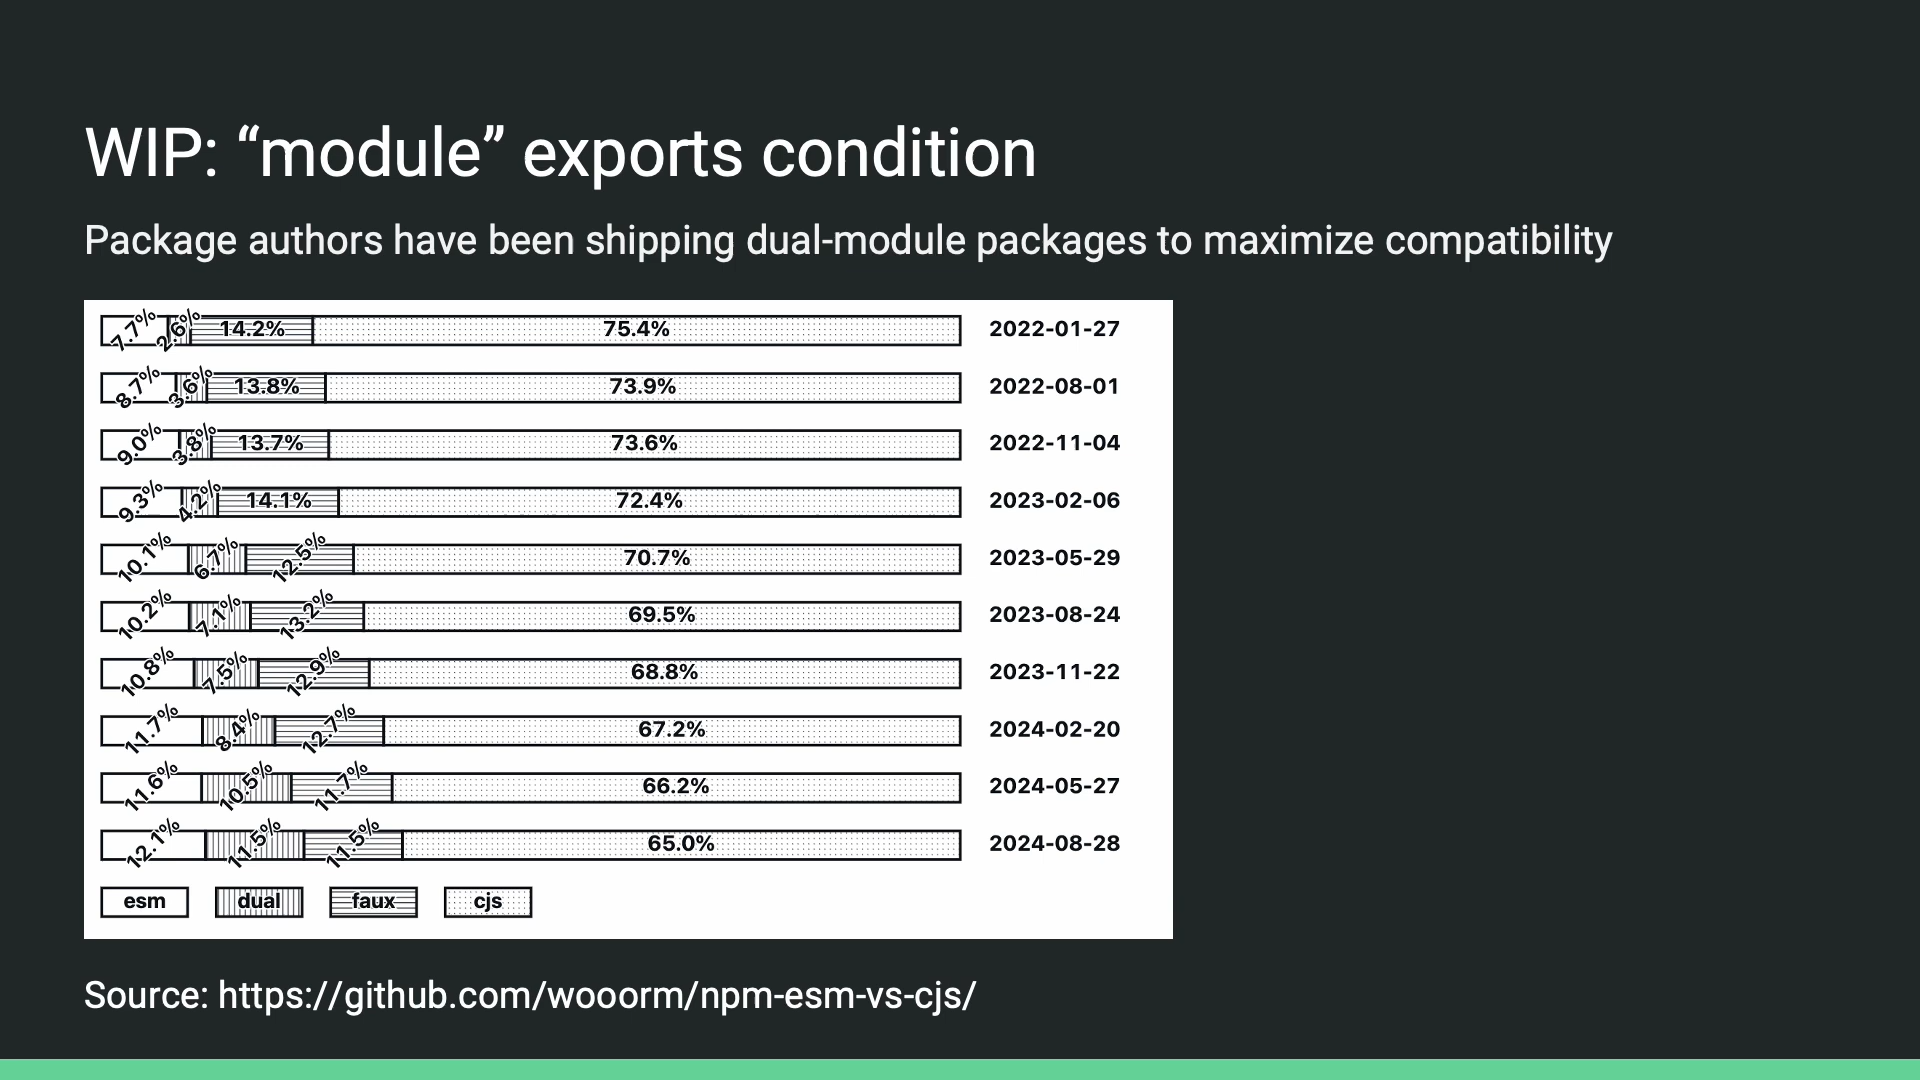 WIP: “module” exports condition
Package authors have been shipping dual-module packages to maximize compatibility
7.7% 2.6% 14.2% 75.4% 2022-01-27
8.7% 3.6% 13.8% 73.9% 2022-08-01
9.0% 3.8% 13.7% 73.6% 2022-11-04
9.3% 4.2% 14.1% 72.4% 2023-02-06
10.1% 6.7% 12.5% 70.7% 2023-05-29
10.2% 7.1% 13.2% 69.5% 2023-08-24
10.8% 7.5% 12.9% 68.8% 2023-11-22
11.7% 8.4% 12.7% 67.2% 2024-02-20
11.6% 10.5% 11.7% 66.2% 2024-05-27
12.1% 11.5% 11.5% 65.0% 2024-08-28
esm dual faux cjs
Source: https://github.com/wooorm/npm-esm-vs-cjs/